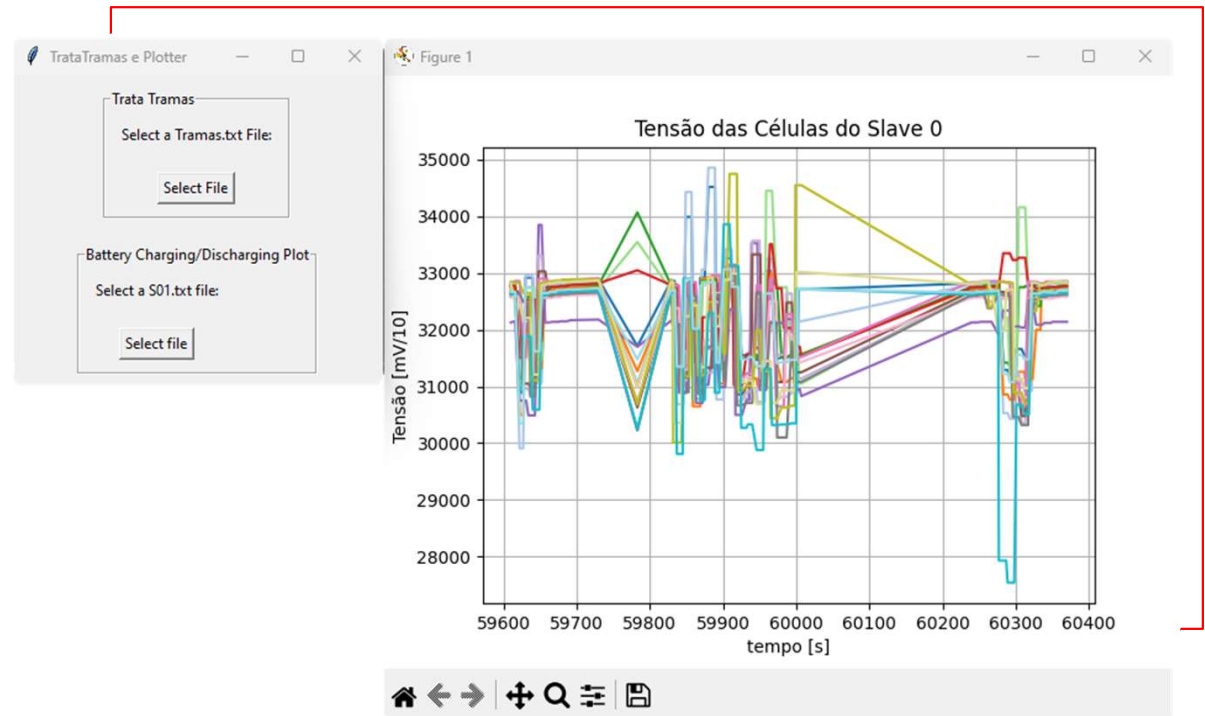 TrataTramas e Plotter
Trata Tramas
Select a Tramas.txt File:
Select File
Battery Charging/Discharging Plot
Select a S01.txt file:
Select file
Figure 1
Tensão das Células do Slave 0
Tensão [mV/10]
35000
34000
33000
32000
31000
30000
29000
28000
59600 59700 59800 59900 60000 60100 60200 60300 60400
tempo [s]